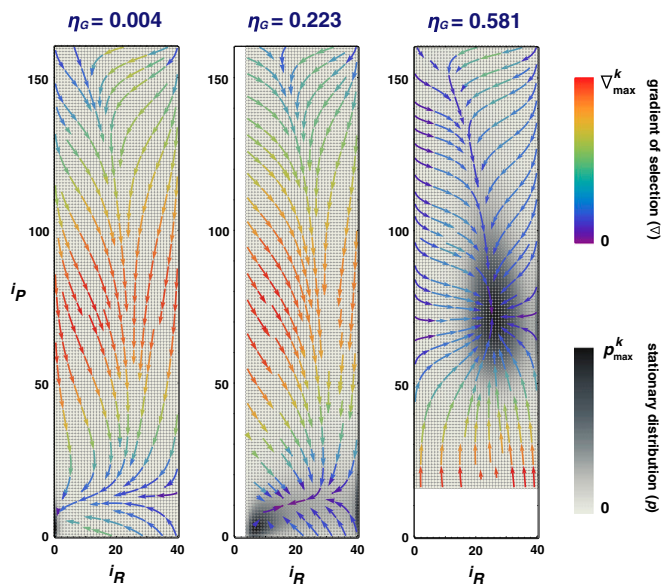 ηG = 0.004
ηG = 0.223
ηG = 0.581
150
100
50
0
iP
0
20
40
iR
150
100
50
0
0
20
40
iR
150
100
50
0
0
20
40
iR
∇kmax
0
gradient of selection (∇)
pkmax
0
stationary distribution (p)